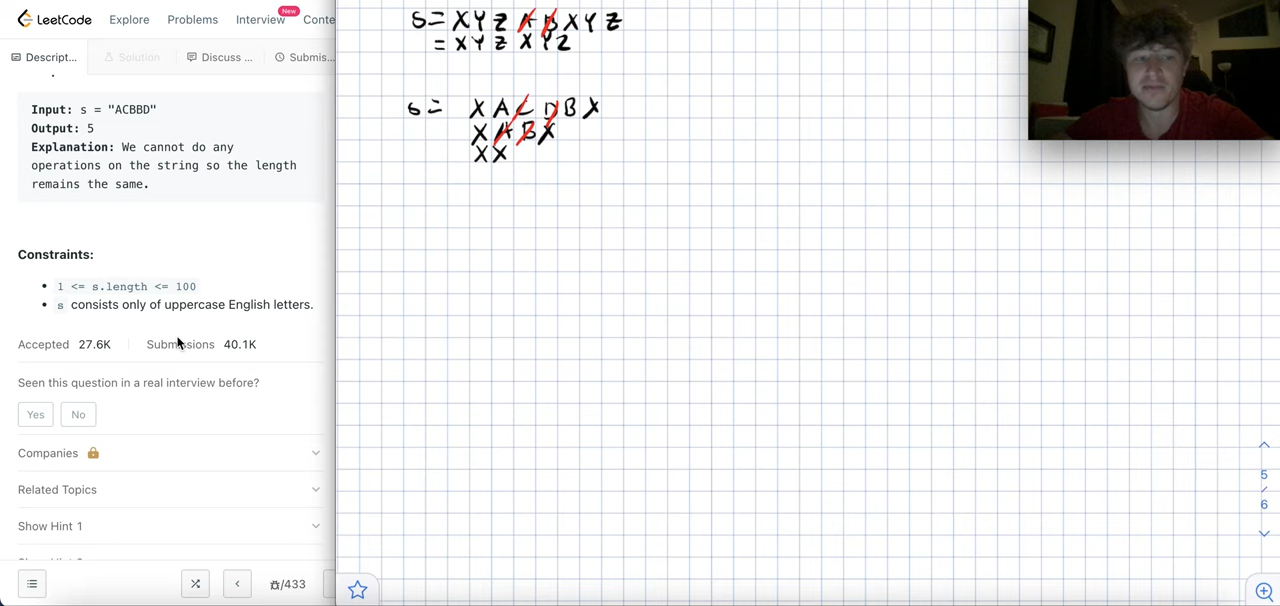 LeetCode
Explore
Problems
Interview
New
Conte
Descript...
Solution
Discuss ...
Submis...
Input: s = "ACBBD"
Output: 5
Explanation: We cannot do any
operations on the string so the length
remains the same.
Constraints:
1 <= s.length <= 100
s consists only of uppercase English letters.
Accepted 27.6K
Submissions 40.1K
Seen this question in a real interview before?
Yes
No
Companies
Related Topics
Show Hint 1
/433
S = X Y Z A B X Y Z
= X Y Z X Y Z
S = X A C D B X
X A B X
X X
5
6